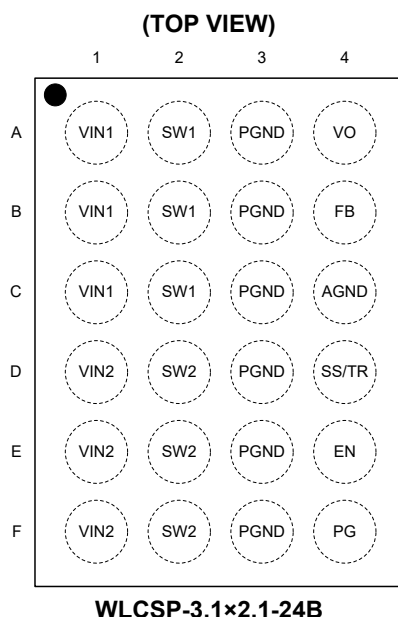 (TOP VIEW)
1 2 3 4
A VIN1 SW1 PGND VO
B VIN1 SW1 PGND FB
C VIN1 SW1 PGND AGND
D VIN2 SW2 PGND SS/TR
E VIN2 SW2 PGND EN
F VIN2 SW2 PGND PG
WLCSP-3.1×2.1-24B